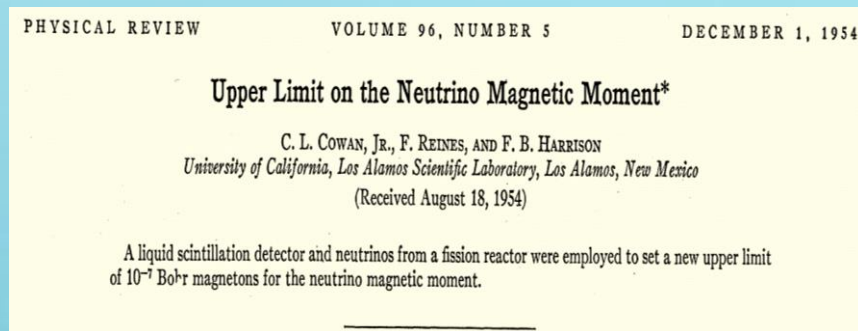 PHYSICAL REVIEW VOLUME 96, NUMBER 5 DECEMBER 1, 1954
Upper Limit on the Neutrino Magnetic Moment*
C. L. COWAN, JR., F. REINES, AND F. B. HARRISON
University of California, Los Alamos Scientific Laboratory, Los Alamos, New Mexico
(Received August 18, 1954)
A liquid scintillation detector and neutrinos from a fission reactor were employed to set a new upper limit
of 10⁻⁷ Bohr magnetons for the neutrino magnetic moment.